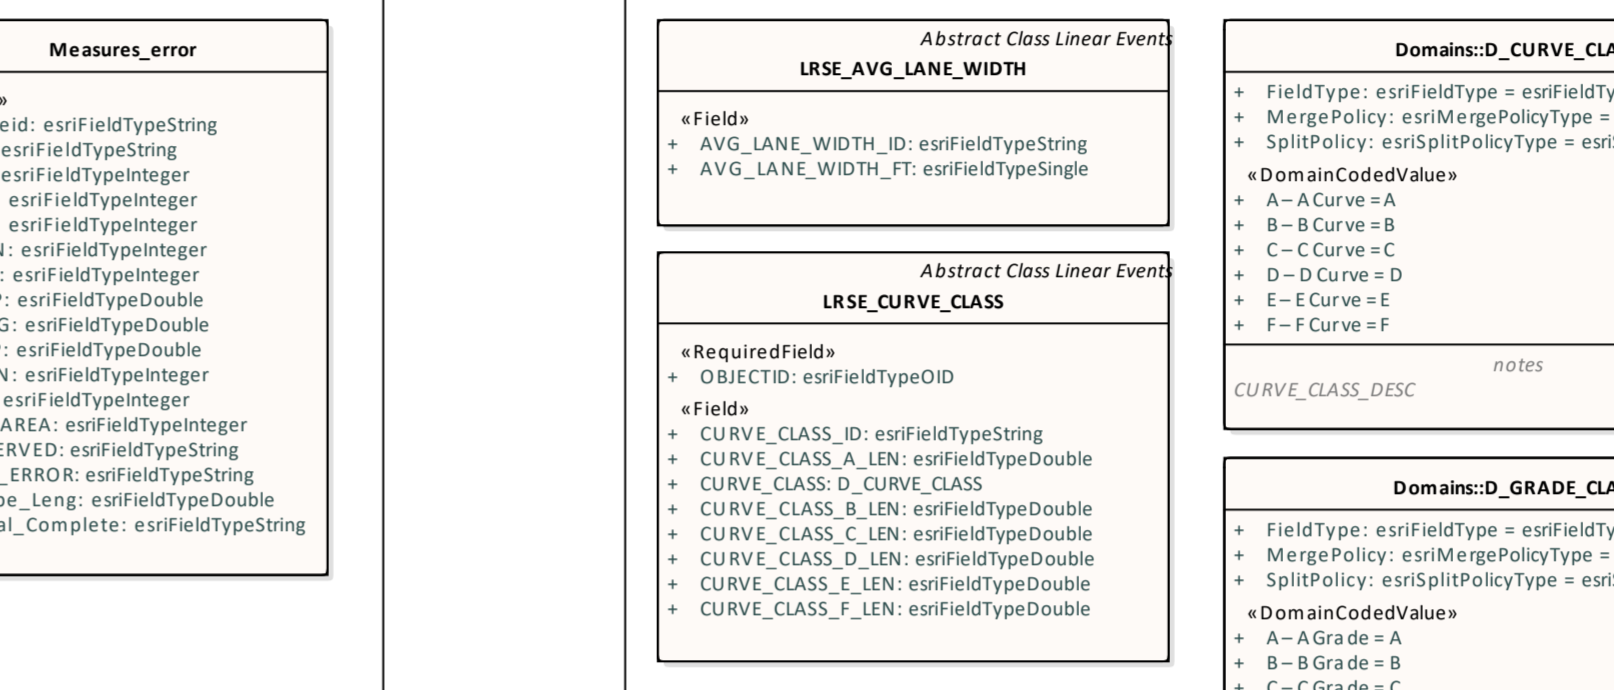 Measures_error
»
eid: esriFieldTypeString
esriFieldTypeString
esriFieldTypeInteger
esriFieldTypeInteger
esriFieldTypeInteger
N: esriFieldTypeInteger
: esriFieldTypeInteger
P: esriFieldTypeDouble
G: esriFieldTypeDouble
: esriFieldTypeDouble
N: esriFieldTypeInteger
esriFieldTypeInteger
AREA: esriFieldTypeInteger
ERVED: esriFieldTypeString
_ERROR: esriFieldTypeString
pe_Leng: esriFieldTypeDouble
al_Complete: esriFieldTypeString
Abstract Class Linear Events
LRSE_AVG_LANE_WIDTH
«Field»
+ AVG_LANE_WIDTH_ID: esriFieldTypeString
+ AVG_LANE_WIDTH_FT: esriFieldTypeSingle
Abstract Class Linear Events
LRSE_CURVE_CLASS
«RequiredField»
+ OBJECTID: esriFieldTypeOID
«Field»
+ CURVE_CLASS_ID: esriFieldTypeString
+ CURVE_CLASS_A_LEN: esriFieldTypeDouble
+ CURVE_CLASS: D_CURVE_CLASS
+ CURVE_CLASS_B_LEN: esriFieldTypeDouble
+ CURVE_CLASS_C_LEN: esriFieldTypeDouble
+ CURVE_CLASS_D_LEN: esriFieldTypeDouble
+ CURVE_CLASS_E_LEN: esriFieldTypeDouble
+ CURVE_CLASS_F_LEN: esriFieldTypeDouble
Domains::D_CURVE_CLA
+ FieldType: esriFieldType = esriFieldTy
+ MergePolicy: esriMergePolicyType =
+ SplitPolicy: esriSplitPolicyType = esriS
«DomainCodedValue»
+ A – A Curve = A
+ B – B Curve = B
+ C – C Curve = C
+ D – D Curve = D
+ E – E Curve = E
+ F – F Curve = F
notes
CURVE_CLASS_DESC
Domains::D_GRADE_CLA
+ FieldType: esriFieldType = esriFieldTy
+ MergePolicy: esriMergePolicyType =
+ SplitPolicy: esriSplitPolicyType = esriS
«DomainCodedValue»
+ A – A Grade = A
+ B – B Grade = B
+ C – C Grade = C